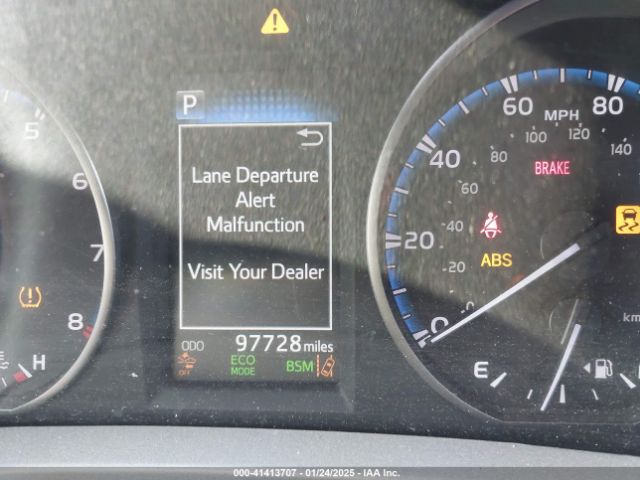 P
Lane Departure
Alert
Malfunction
Visit Your Dealer
ODO 97728 miles
OFF
ECO
MODE
BSM
5
6
7
8
H
0
20
40
60
80
MPH
0
20
40
60
80
100
120
140
km
BRAKE
ABS
E
000-41413707 - 01/24/2025 - IAA Inc.